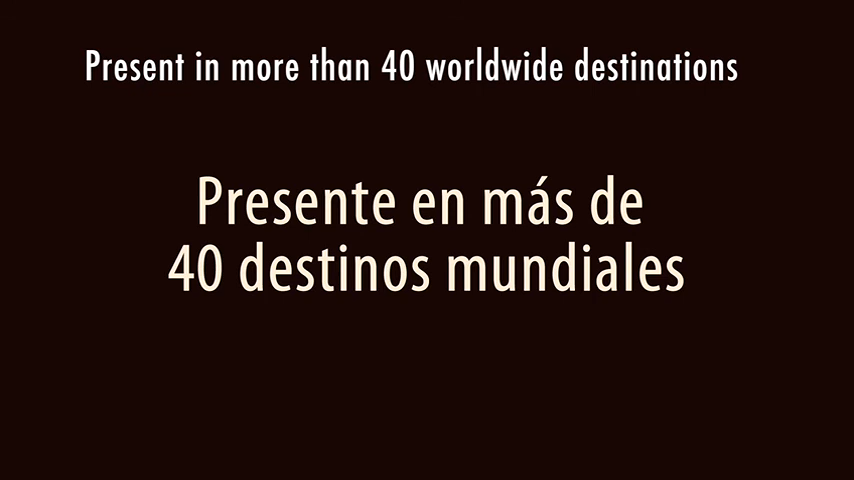 Present in more than 40 worldwide destinations
Presente en más de
40 destinos mundiales